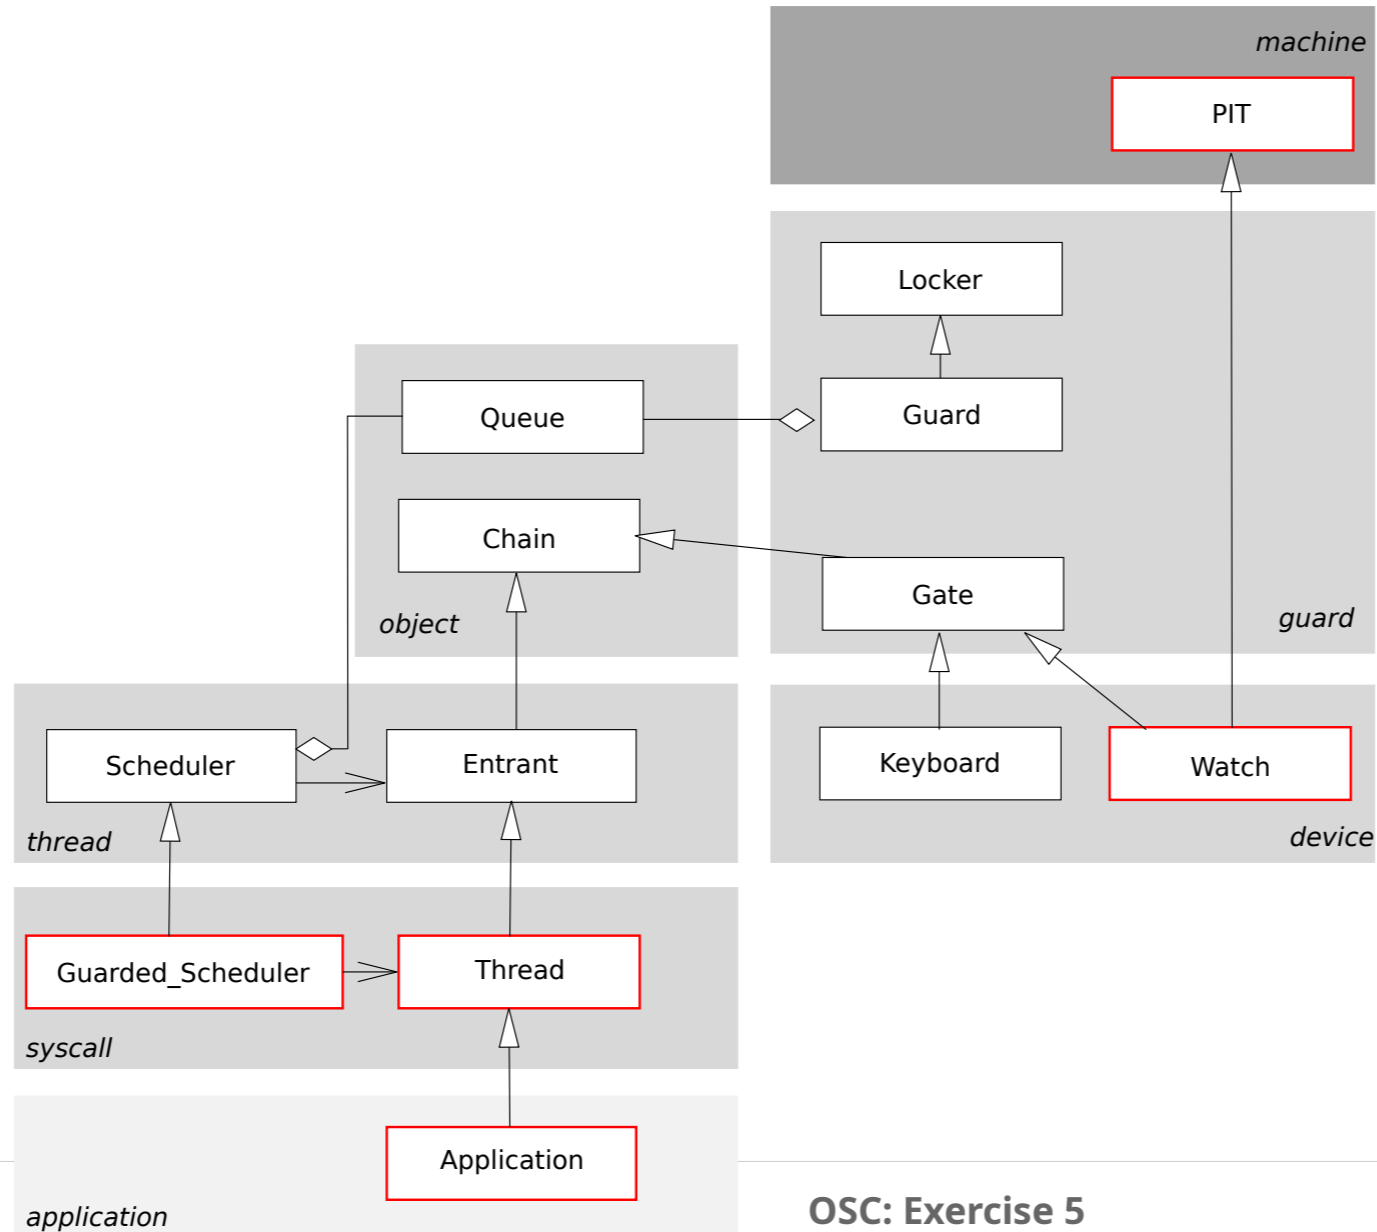 machine
PIT
Locker
Guard
Queue
Chain
Gate
object
guard
Scheduler
Entrant
Keyboard
Watch
thread
device
Guarded_Scheduler
Thread
syscall
Application
application
OSC: Exercise 5